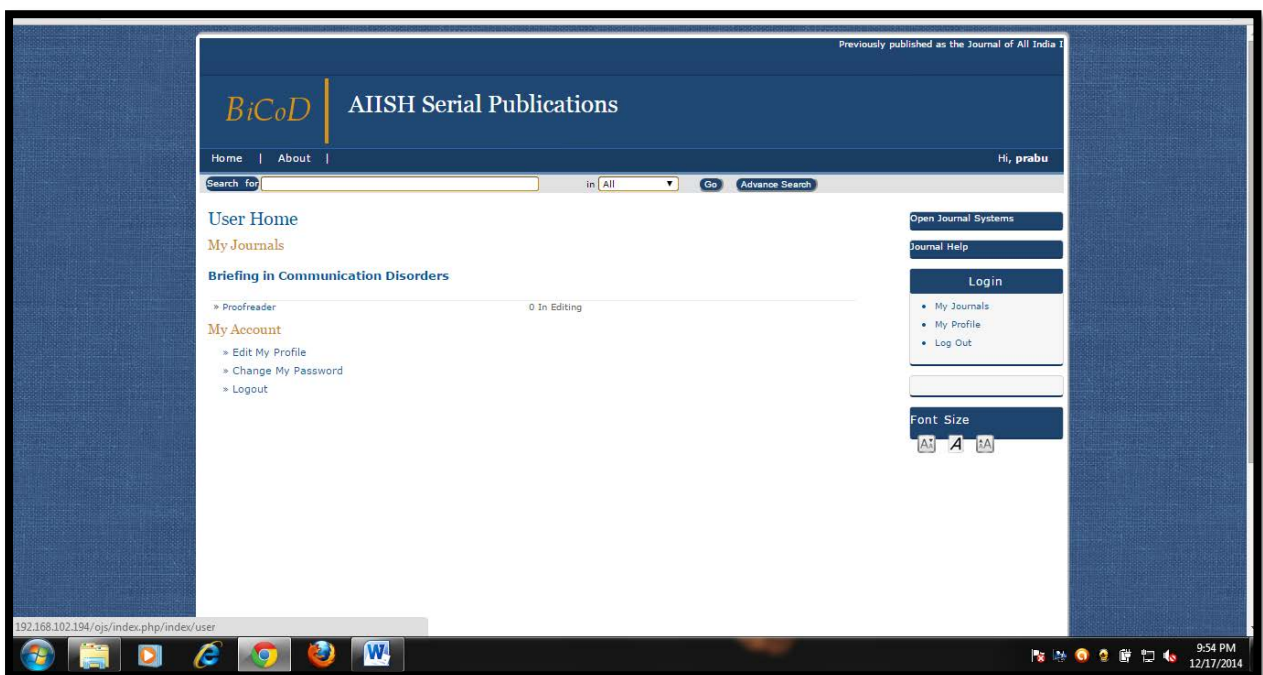 Previously published as the Journal of All India I
BiCoD AIISH Serial Publications
Home | About | Hi, prabu
Search for in All Go Advance Search
User Home
My Journals
Briefing in Communication Disorders
» Proofreader 0 In Editing
My Account
» Edit My Profile
» Change My Password
» Logout
Open Journal Systems
Journal Help
Login
• My Journals
• My Profile
• Log Out
Font Size
192.168.102.194/ojs/index.php/index/user
9:54 PM
12/17/2014